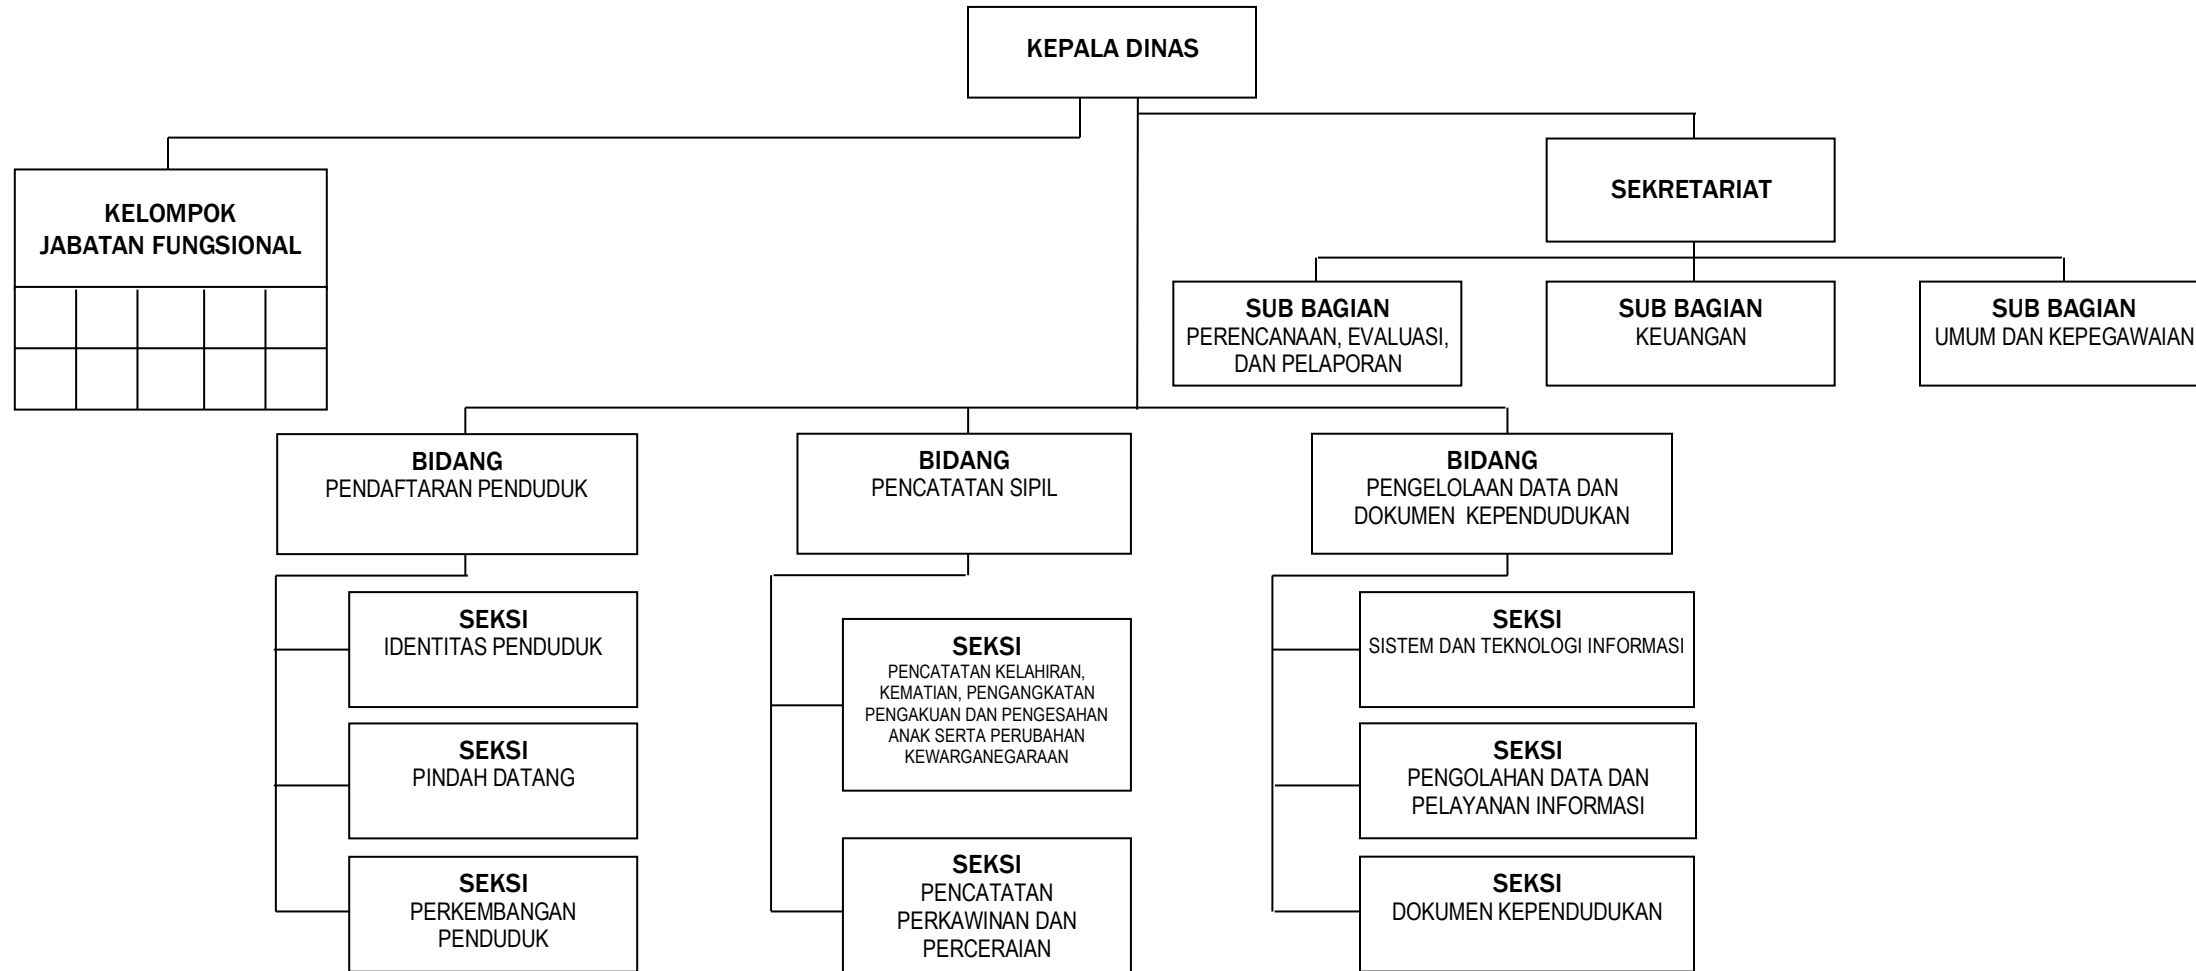 KEPALA DINAS
SEKRETARIAT
KELOMPOK
JABATAN FUNGSIONAL
SUB BAGIAN
PERENCANAAN, EVALUASI,
DAN PELAPORAN
SUB BAGIAN
KEUANGAN
SUB BAGIAN
UMUM DAN KEPEGAWAIAN
BIDANG
PENDAFTARAN PENDUDUK
BIDANG
PENCATATAN SIPIL
BIDANG
PENGELOLAAN DATA DAN
DOKUMEN KEPENDUDUKAN
SEKSI
IDENTITAS PENDUDUK
SEKSI
PINDAH DATANG
SEKSI
PERKEMBANGAN
PENDUDUK
SEKSI
PENCATATAN KELAHIRAN,
KEMATIAN, PENGANGKATAN
PENGAKUAN DAN PENGESAHAN
ANAK SERTA PERUBAHAN
KEWARGANEGARAAN
SEKSI
PENCATATAN
PERKAWINAN DAN
PERCERAIAN
SEKSI
SISTEM DAN TEKNOLOGI INFORMASI
SEKSI
PENGOLAHAN DATA DAN
PELAYANAN INFORMASI
SEKSI
DOKUMEN KEPENDUDUKAN